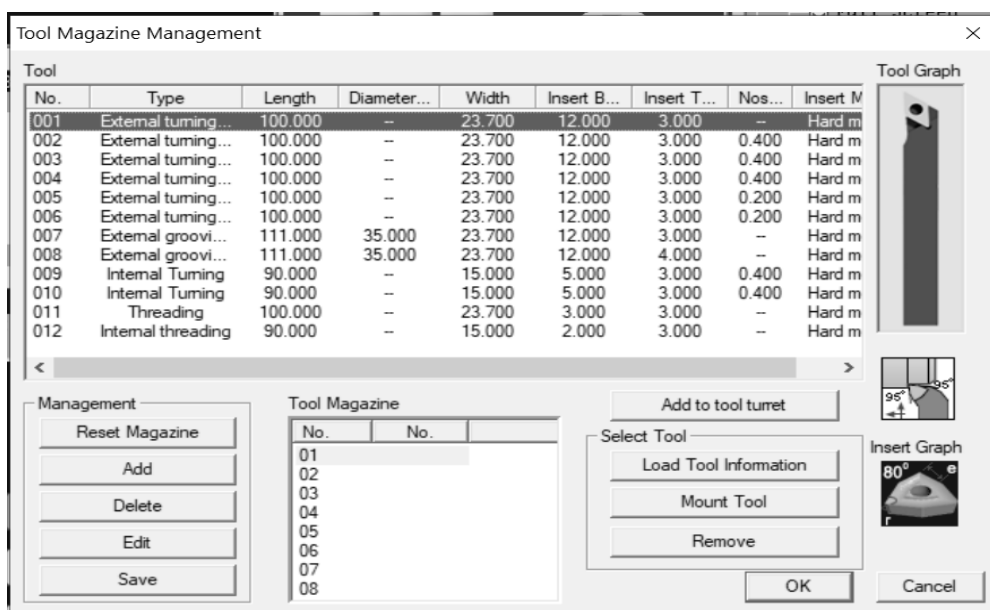 Tool Magazine Management
Tool
Tool Graph
No. Type Length Diameter... Width Insert B... Insert T... Nos... Insert M
001 External turning... 100.000 -- 23.700 12.000 3.000 -- Hard m
002 External turning... 100.000 -- 23.700 12.000 3.000 0.400 Hard m
003 External turning... 100.000 -- 23.700 12.000 3.000 0.400 Hard m
004 External turning... 100.000 -- 23.700 12.000 3.000 0.400 Hard m
005 External turning... 100.000 -- 23.700 12.000 3.000 0.200 Hard m
006 External turning... 100.000 -- 23.700 12.000 3.000 0.200 Hard m
007 External groovi... 111.000 35.000 23.700 12.000 3.000 -- Hard m
008 External groovi... 111.000 35.000 23.700 12.000 4.000 -- Hard m
009 Internal Turning 90.000 -- 15.000 5.000 3.000 0.400 Hard m
010 Internal Turning 90.000 -- 15.000 5.000 3.000 0.400 Hard m
011 Threading 100.000 -- 23.700 3.000 3.000 -- Hard m
012 Internal threading 90.000 -- 15.000 2.000 3.000 -- Hard m
95°
95°
Management
Reset Magazine
Add
Delete
Edit
Save
Tool Magazine
No. No.
01
02
03
04
05
06
07
08
Add to tool turret
Select Tool
Load Tool Information
Mount Tool
Remove
Insert Graph
80° e
r
OK
Cancel